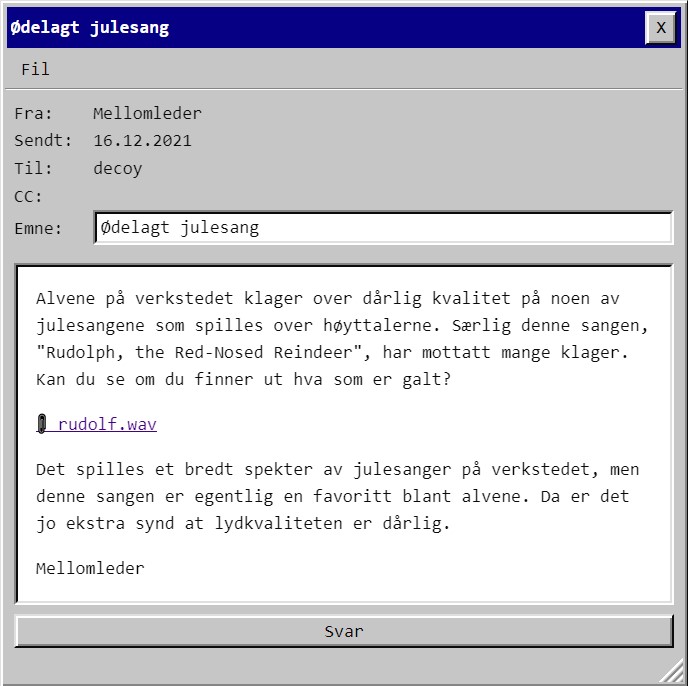 Ødelagt julesang
X
Fil
Fra: Mellomleder
Sendt: 16.12.2021
Til: decoy
CC:
Emne: Ødelagt julesang
Alvene på verkstedet klager over dårlig kvalitet på noen av
julesangene som spilles over høyttalerne. Særlig denne sangen,
"Rudolph, the Red-Nosed Reindeer", har mottatt mange klager.
Kan du se om du finner ut hva som er galt?
rudolf.wav
Det spilles et bredt spekter av julesanger på verkstedet, men
denne sangen er egentlig en favoritt blant alvene. Da er det
jo ekstra synd at lydkvaliteten er dårlig.
Mellomleder
Svar